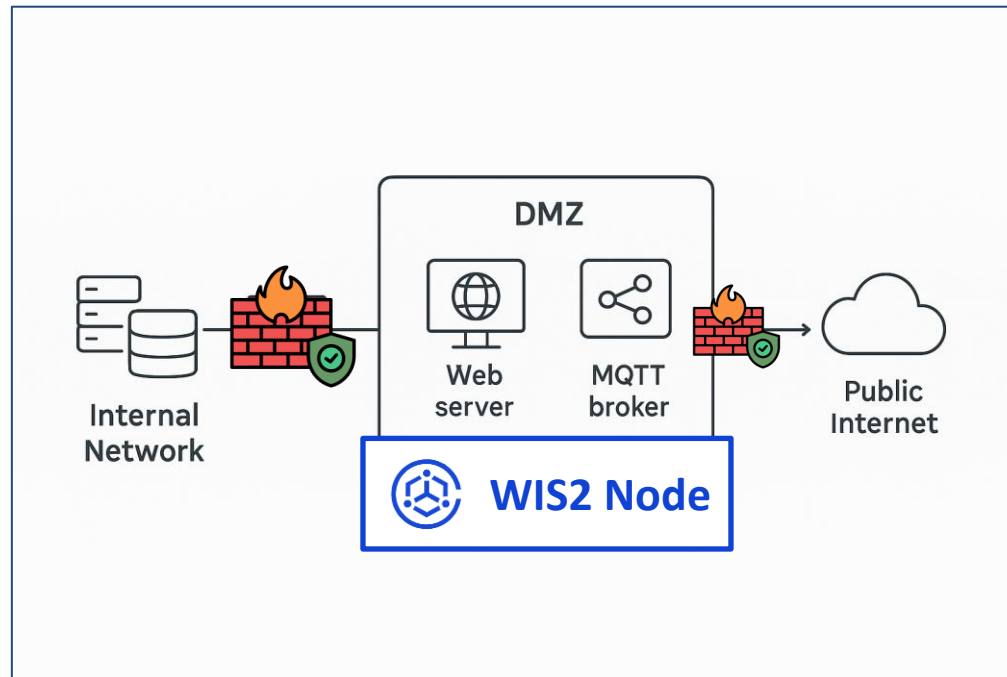 DMZ
Web
server
MQTT
broker
Internal
Network
Public
Internet
WIS2 Node